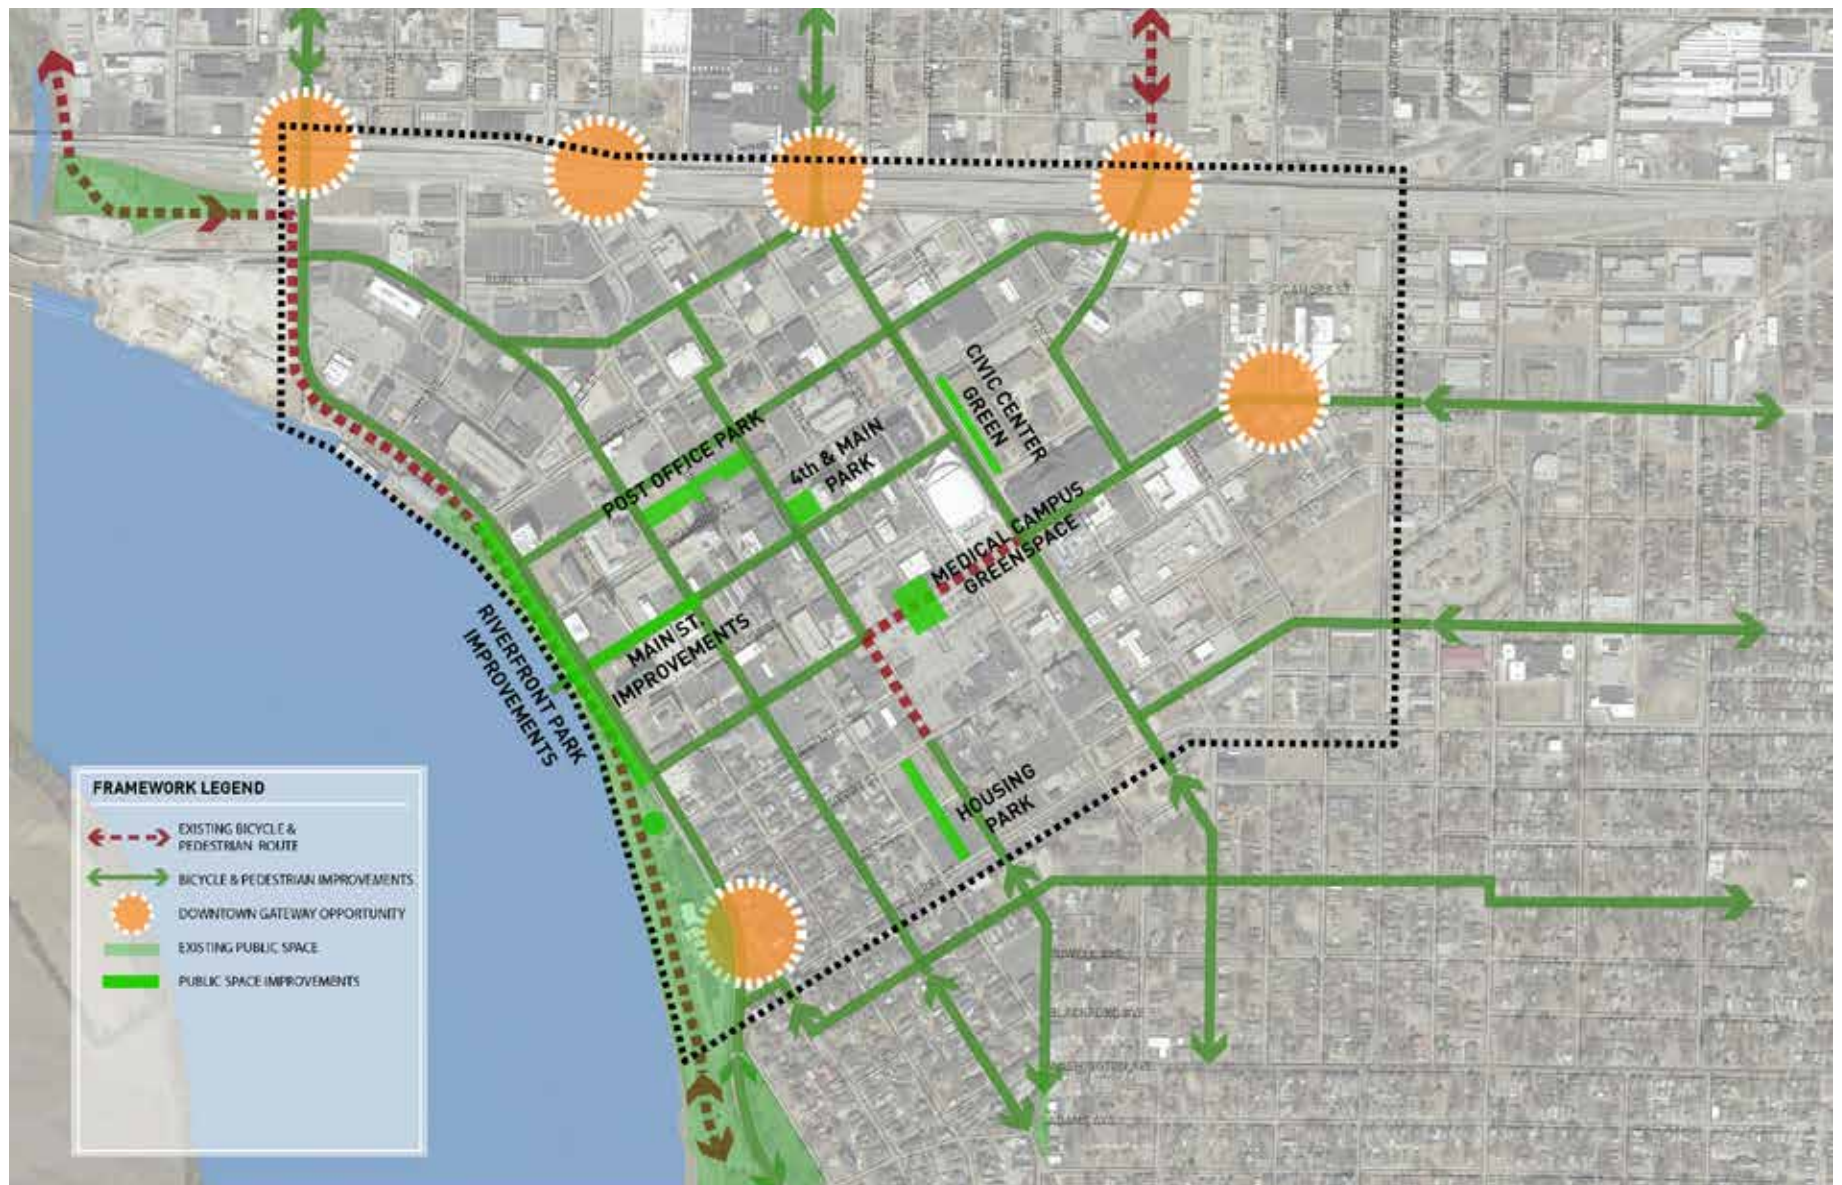 CIVIC CENTER
GREEN
POST OFFICE PARK
4th & MAIN
PARK
MEDICAL CAMPUS
GREENSPACE
MAIN ST.
IMPROVEMENTS
RIVERFRONT PARK
IMPROVEMENTS
HOUSING
PARK
FRAMEWORK LEGEND
EXISTING BICYCLE &
PEDESTRIAN ROUTE
BICYCLE & PEDESTRIAN IMPROVEMENTS
DOWNTOWN GATEWAY OPPORTUNITY
EXISTING PUBLIC SPACE
PUBLIC SPACE IMPROVEMENTS